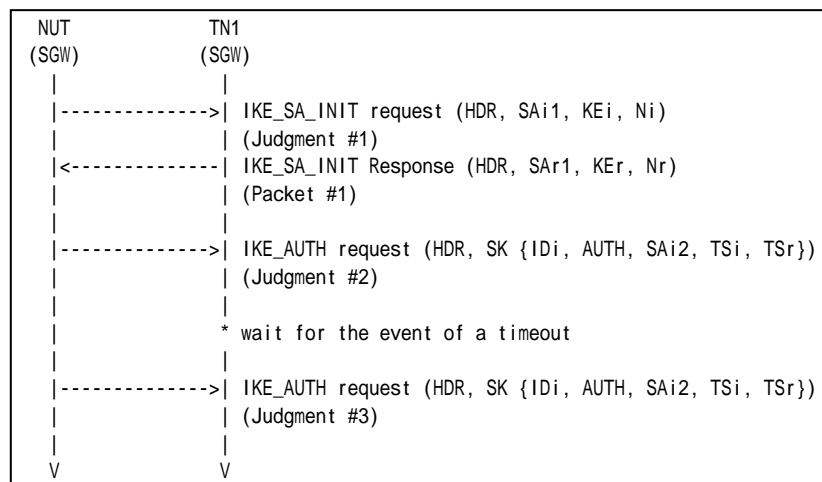 NUT TN1
(SGW) (SGW)
| |
|-------------->| IKE_SA_INIT request (HDR, SAi1, KEi, Ni)
| | (Judgment #1)
|<--------------| IKE_SA_INIT Response (HDR, SAr1, KEr, Nr)
| | (Packet #1)
| |
|-------------->| IKE_AUTH request (HDR, SK {IDi, AUTH, SAi2, TSi, TSr})
| | (Judgment #2)
| |
| * wait for the event of a timeout
| |
|-------------->| IKE_AUTH request (HDR, SK {IDi, AUTH, SAi2, TSi, TSr})
| | (Judgment #3)
| |
V V